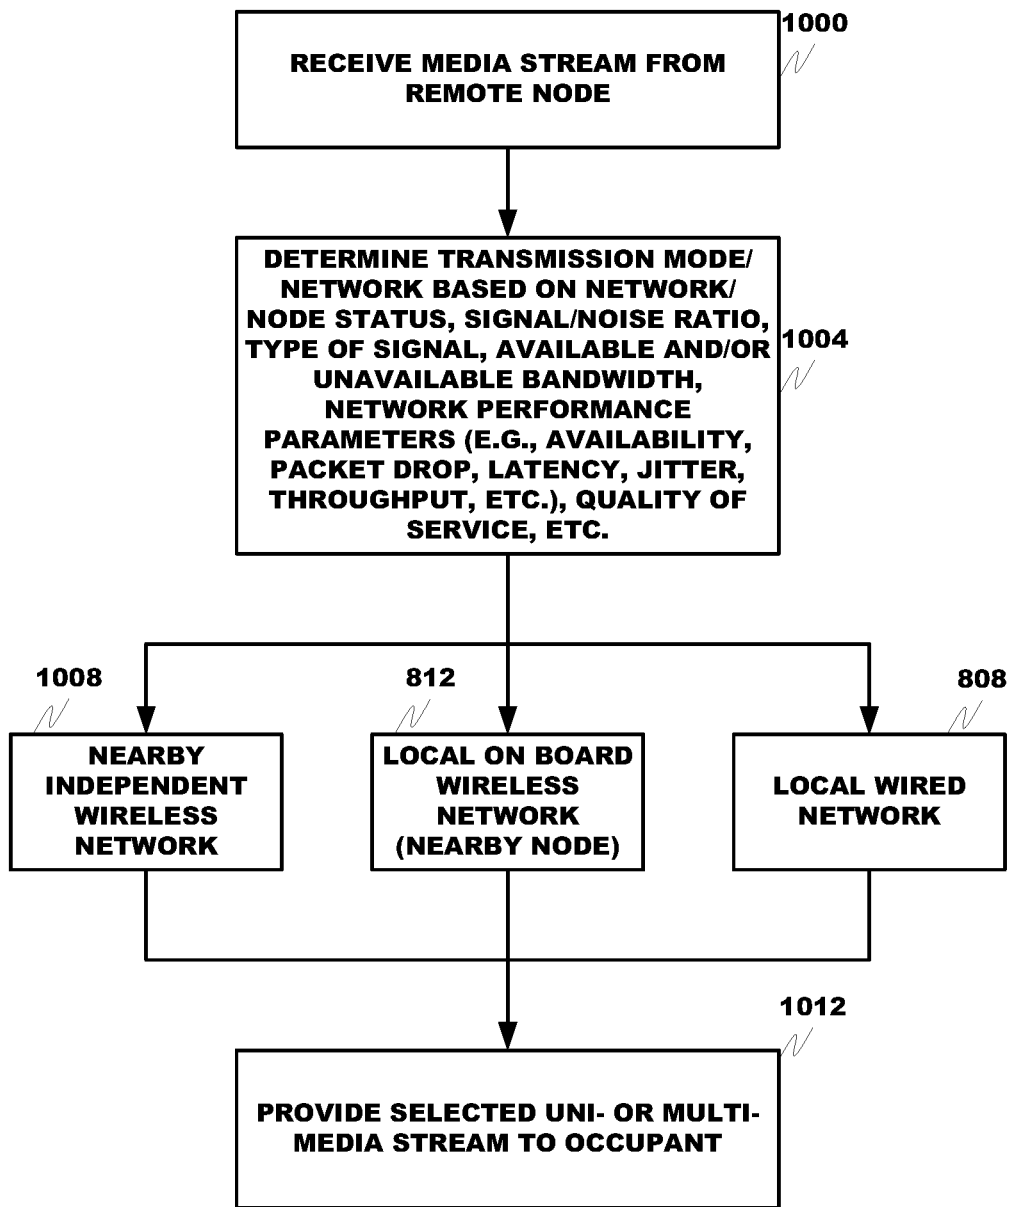 1000
RECEIVE MEDIA STREAM FROM
REMOTE NODE
DETERMINE TRANSMISSION MODE/
NETWORK BASED ON NETWORK/
NODE STATUS, SIGNAL/NOISE RATIO,
TYPE OF SIGNAL, AVAILABLE AND/OR
UNAVAILABLE BANDWIDTH,
NETWORK PERFORMANCE
PARAMETERS (E.G., AVAILABILITY,
PACKET DROP, LATENCY, JITTER,
THROUGHPUT, ETC.), QUALITY OF
SERVICE, ETC.
1004
1008
NEARBY
INDEPENDENT
WIRELESS
NETWORK
812
LOCAL ON BOARD
WIRELESS
NETWORK
(NEARBY NODE)
808
LOCAL WIRED
NETWORK
1012
PROVIDE SELECTED UNI- OR MULTI-
MEDIA STREAM TO OCCUPANT